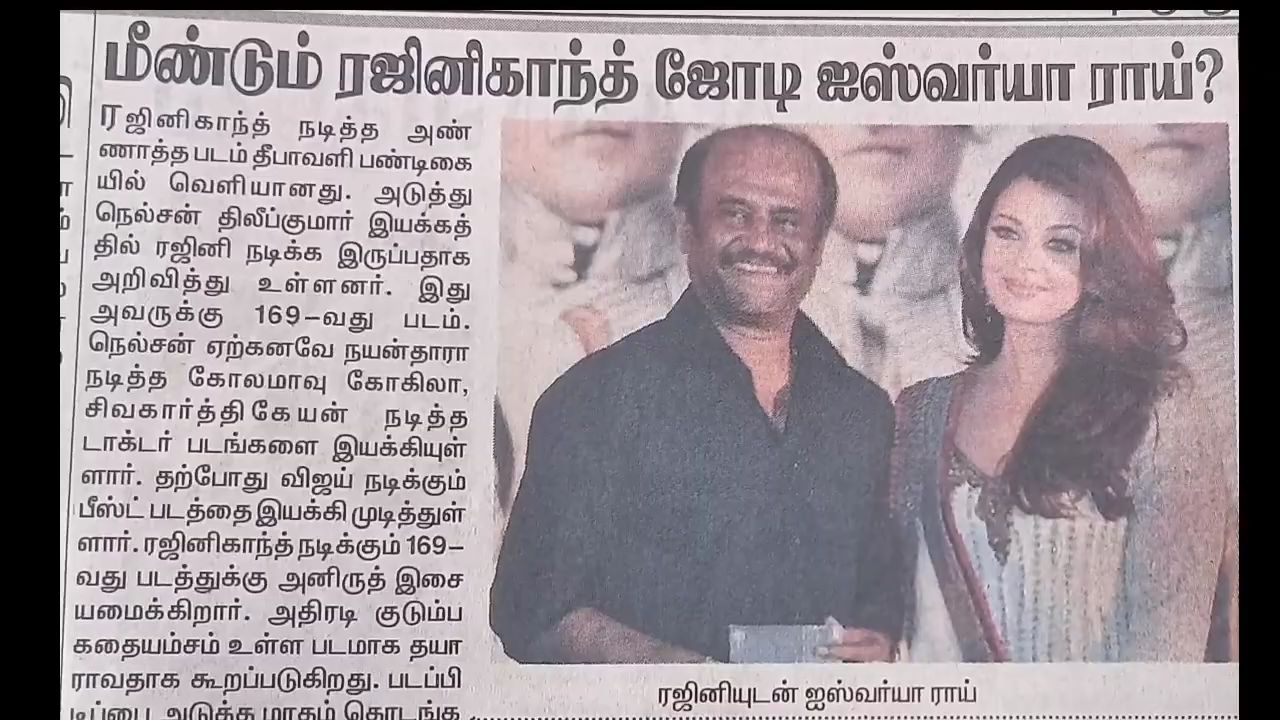 மீண்டும் ரஜினிகாந்த் ஜோடி ஐஸ்வர்யா ராய்?
ரஜினிகாந்த் நடித்த அண்
ணாத்த படம் தீபாவளி பண்டிகை
யில் வெளியானது. அடுத்து
நெல்சன் திலீப்குமார் இயக்கத்
தில் ரஜினி நடிக்க இருப்பதாக
அறிவித்து உள்ளனர். இது
அவருக்கு 169-வது படம்.
நெல்சன் ஏற்கனவே நயன்தாரா
நடித்த கோலமாவு கோகிலா,
சிவகார்த்திகேயன் நடித்த
டாக்டர் படங்களை இயக்கியுள்
ளார். தற்போது விஜய் நடிக்கும்
பீஸ்ட் படத்தை இயக்கி முடித்துள்
ளார். ரஜினிகாந்த் நடிக்கும் 169-
வது படத்துக்கு அனிருத் இசை
யமைக்கிறார். அதிரடி குடும்ப
கதையம்சம் உள்ள படமாக தயா
ராவதாக கூறப்படுகிறது. படப்பி
டிப்பை அடுத்த மாதம் தொடங்க
ரஜினியுடன் ஐஸ்வர்யா ராய்